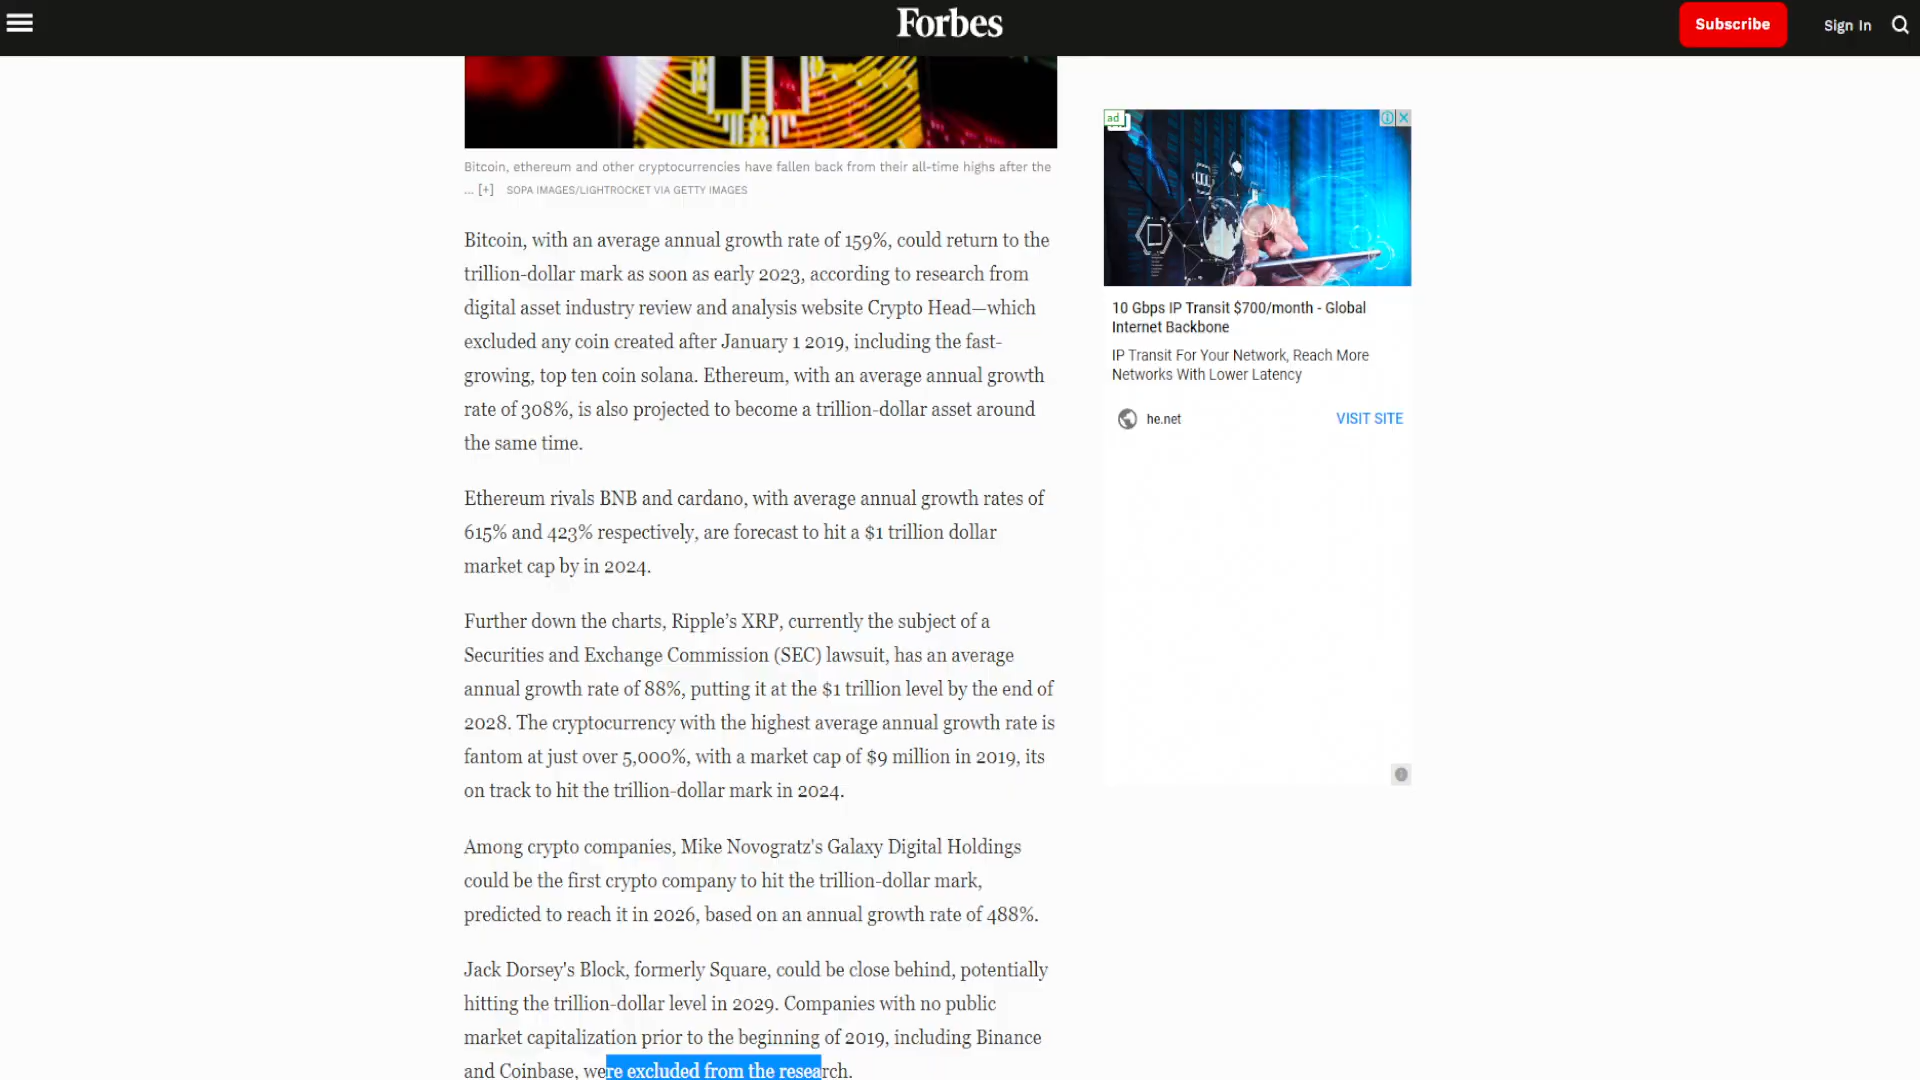 Forbes
Subscribe
Sign In
Bitcoin, ethereum and other cryptocurrencies have fallen back from their all-time highs after the
... [+] SOPA IMAGES/LIGHTROCKET VIA GETTY IMAGES
Bitcoin, with an average annual growth rate of 159%, could return to the
trillion-dollar mark as soon as early 2023, according to research from
digital asset industry review and analysis website Crypto Head—which
excluded any coin created after January 1 2019, including the fast-
growing, top ten coin solana. Ethereum, with an average annual growth
rate of 308%, is also projected to become a trillion-dollar asset around
the same time.
Ethereum rivals BNB and cardano, with average annual growth rates of
615% and 423% respectively, are forecast to hit a $1 trillion dollar
market cap by in 2024.
Further down the charts, Ripple’s XRP, currently the subject of a
Securities and Exchange Commission (SEC) lawsuit, has an average
annual growth rate of 88%, putting it at the $1 trillion level by the end of
2028. The cryptocurrency with the highest average annual growth rate is
fantom at just over 5,000%, with a market cap of $9 million in 2019, its
on track to hit the trillion-dollar mark in 2024.
Among crypto companies, Mike Novogratz's Galaxy Digital Holdings
could be the first crypto company to hit the trillion-dollar mark,
predicted to reach it in 2026, based on an annual growth rate of 488%.
Jack Dorsey's Block, formerly Square, could be close behind, potentially
hitting the trillion-dollar level in 2029. Companies with no public
market capitalization prior to the beginning of 2019, including Binance
and Coinbase, were excluded from the research.
ad
10 Gbps IP Transit $700/month - Global
Internet Backbone
IP Transit For Your Network, Reach More
Networks With Lower Latency
he.net
VISIT SITE